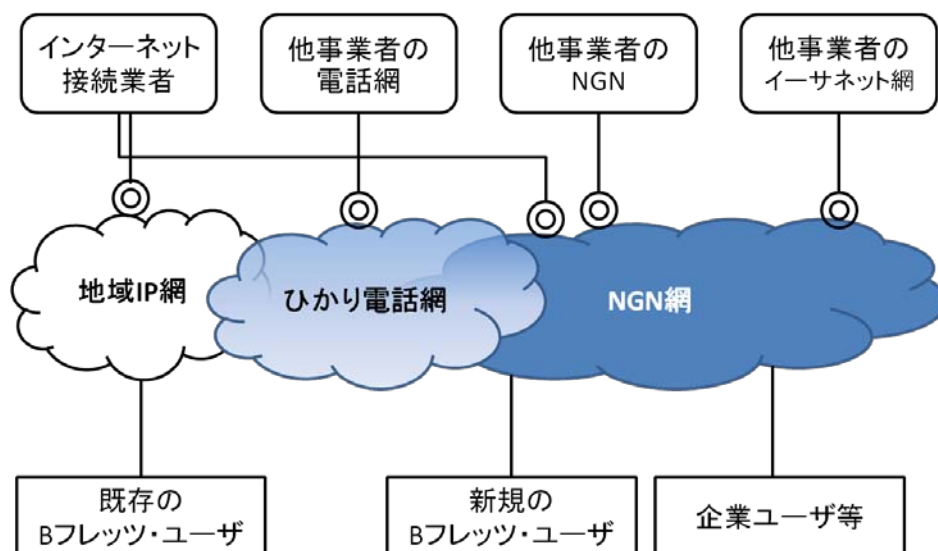 インターネット
接続業者
他事業者の
電話網
他事業者の
NGN
他事業者の
イーサネット網
地域IP網
ひかり電話網
NGN網
既存の
Bフレッツ・ユーザ
新規の
Bフレッツ・ユーザ
企業ユーザ等